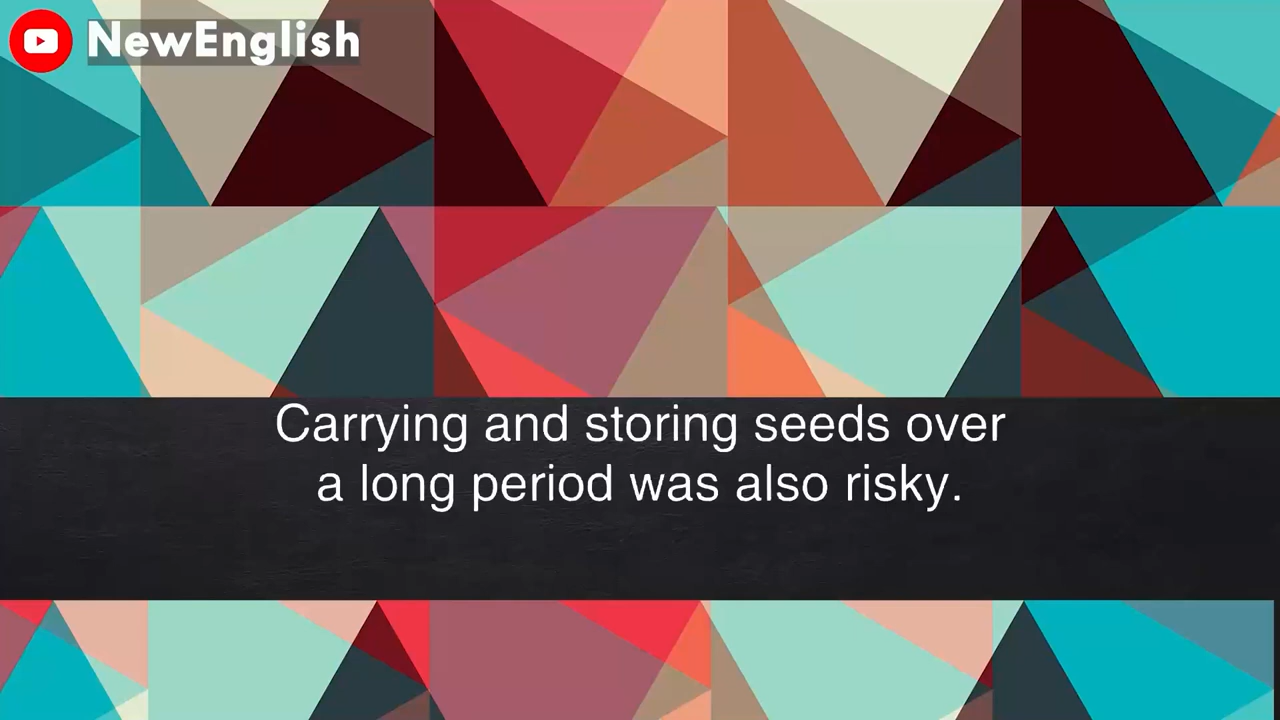 NewEnglish
Carrying and storing seeds over
a long period was also risky.